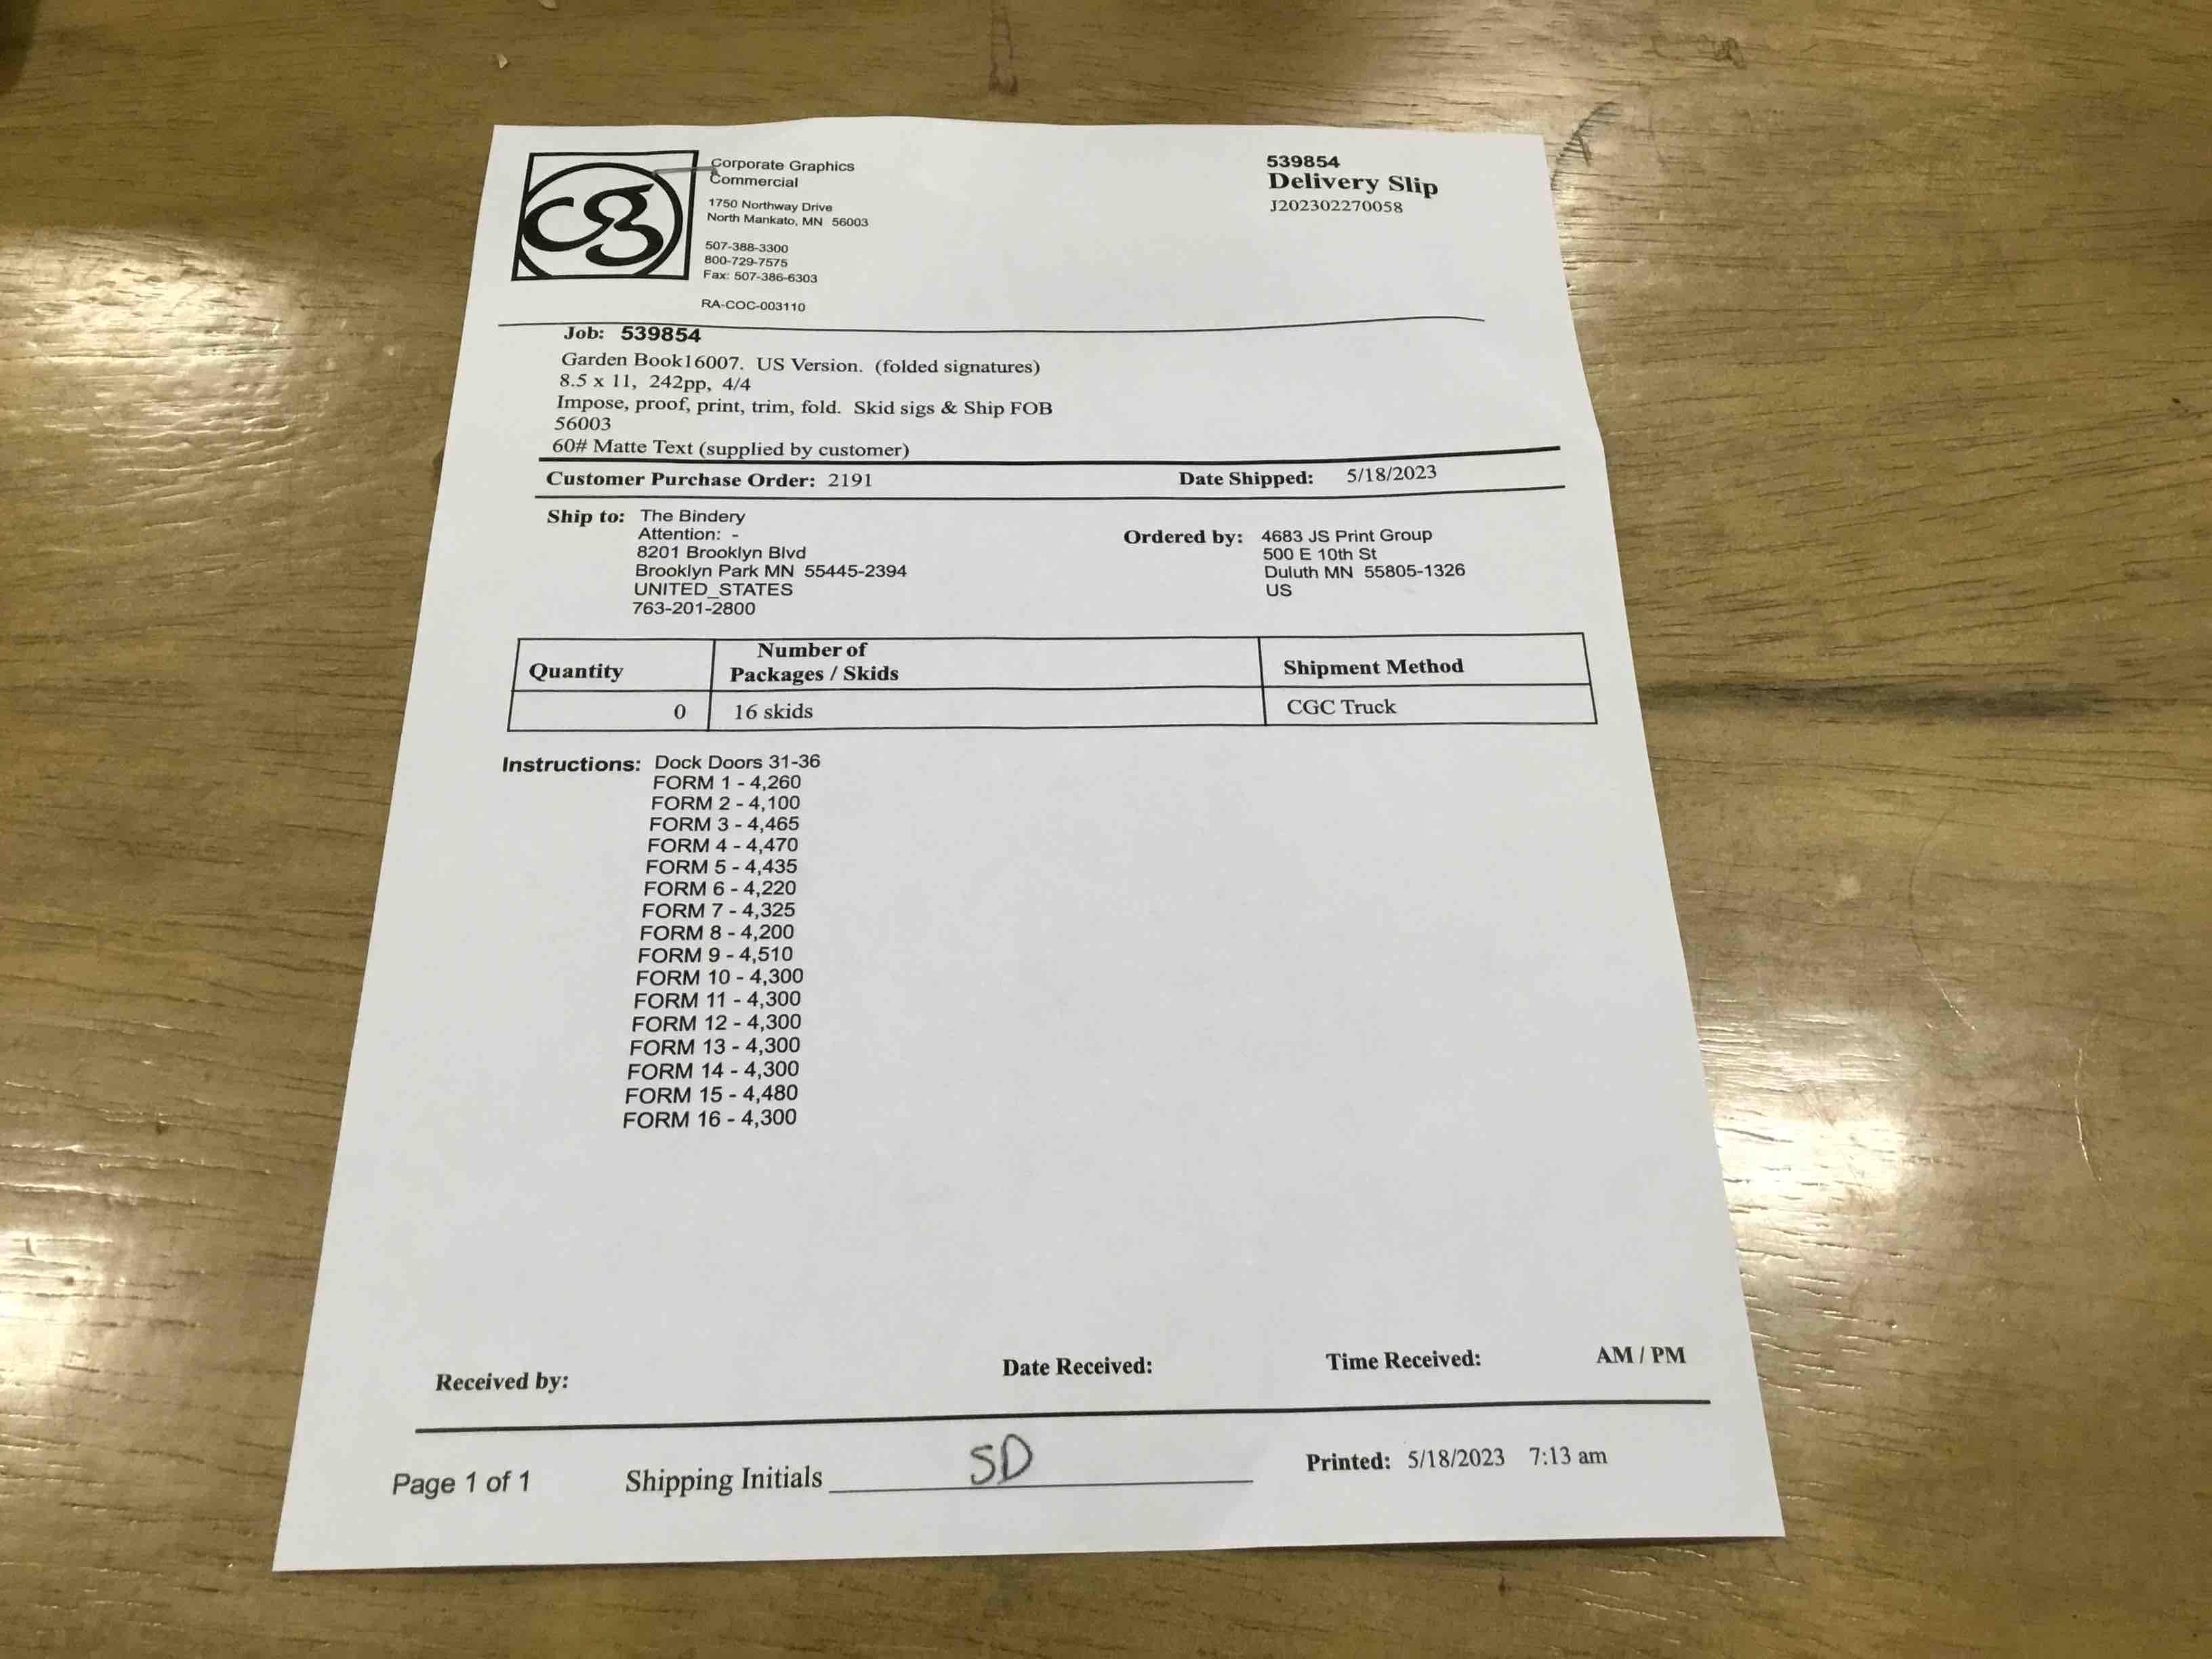 cg
Corporate Graphics
Commercial
1750 Northway Drive
North Mankato, MN 56003
507-388-3300
800-729-7575
Fax: 507-386-6303
RA-COC-003110
539854
Delivery Slip
J202302270058
Job: 539854
Garden Book16007. US Version. (folded signatures)
8.5 x 11, 242pp, 4/4
Impose, proof, print, trim, fold. Skid sigs & Ship FOB
56003
60# Matte Text (supplied by customer)
Customer Purchase Order: 2191 Date Shipped: 5/18/2023
Ship to: The Bindery
Attention: -
8201 Brooklyn Blvd
Brooklyn Park MN 55445-2394
UNITED_STATES
763-201-2800
Ordered by: 4683 JS Print Group
500 E 10th St
Duluth MN 55805-1326
US
Quantity Number of Packages / Skids Shipment Method
0 16 skids CGC Truck
Instructions: Dock Doors 31-36
FORM 1 - 4,260
FORM 2 - 4,100
FORM 3 - 4,465
FORM 4 - 4,470
FORM 5 - 4,435
FORM 6 - 4,220
FORM 7 - 4,325
FORM 8 - 4,200
FORM 9 - 4,510
FORM 10 - 4,300
FORM 11 - 4,300
FORM 12 - 4,300
FORM 13 - 4,300
FORM 14 - 4,300
FORM 15 - 4,480
FORM 16 - 4,300
Received by: Date Received: Time Received: AM / PM
Page 1 of 1 Shipping Initials SD Printed: 5/18/2023 7:13 am